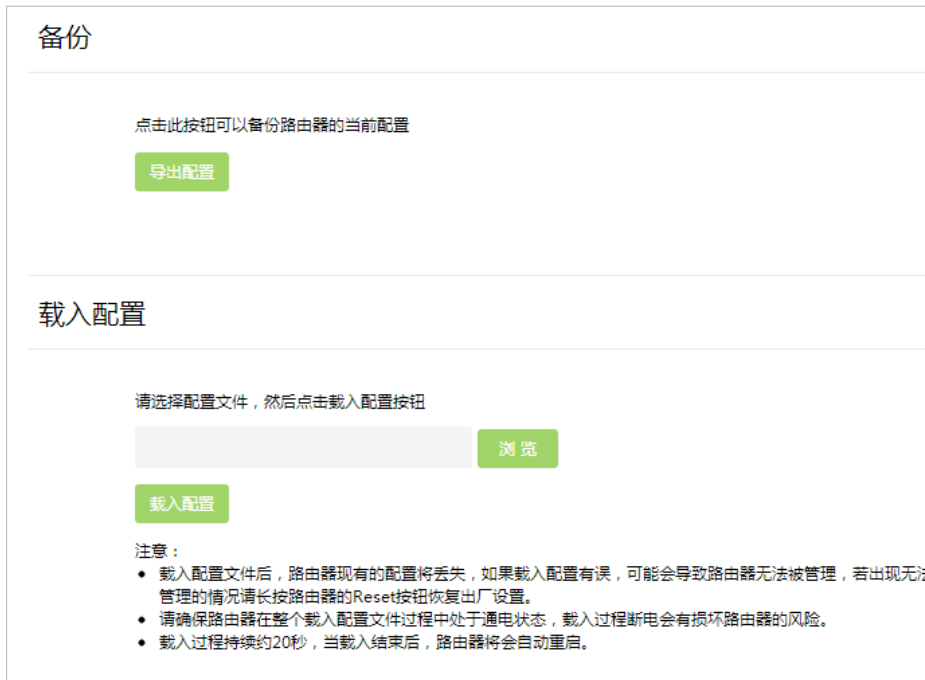 备份
点击此按钮可以备份路由器的当前配置
导出配置
载入配置
请选择配置文件，然后点击载入配置按钮
浏 览
载入配置
注意：
• 载入配置文件后，路由器现有的配置将丢失，如果载入配置有误，可能会导致路由器无法被管理，若出现无法
管理的情况请长按路由器的Reset按钮恢复出厂设置。
• 请确保路由器在整个载入配置文件过程中处于通电状态，载入过程断电会有损坏路由器的风险。
• 载入过程持续约20秒，当载入结束后，路由器将会自动重启。